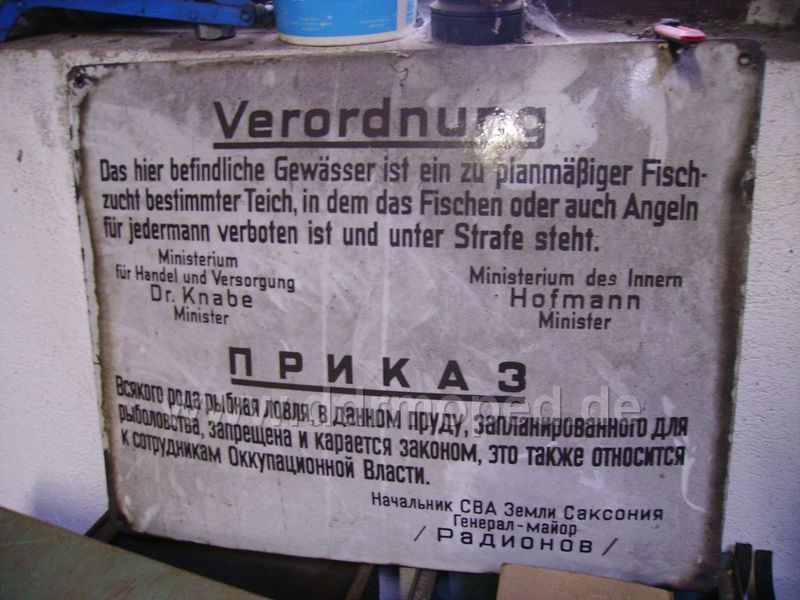 Verordnung
Das hier befindliche Gewässer ist ein zu planmäßiger Fisch-
zucht bestimmter Teich, in dem das Fischen oder auch Angeln
für jedermann verboten ist und unter Strafe steht.
Ministerium
für Handel und Versorgung
Dr. Knabe
Minister
Ministerium des Innern
Hofmann
Minister
ПРИКАЗ
Всякого рода рыбная ловля, в данном пруду, запланированного для
рыболовства, запрещена и карается законом, это также относится
к сотрудникам Оккупационной Власти.
Начальник СВА Земли Саксония
Генерал-майор
/Радионов/
www.ddrmoped.de